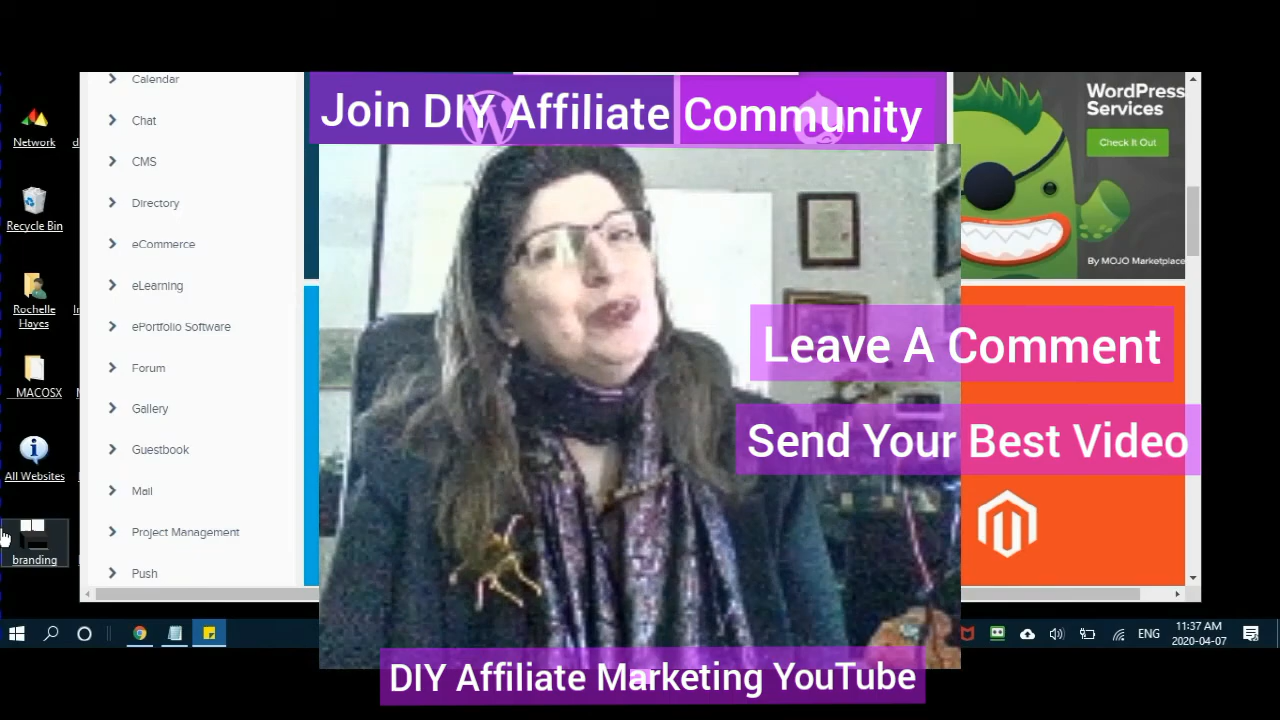 Join DIY Affiliate Community
Calendar
Chat
CMS
Directory
eCommerce
eLearning
ePortfolio Software
Forum
Gallery
Guestbook
Mail
Project Management
Push
Network
Recycle Bin
Rochelle
Hayes
MACOSX
All Websites
branding
WordPress
Services
Check It Out
By MOJO Marketplace
Leave A Comment
Send Your Best Video
DIY Affiliate Marketing YouTube
ENG
11:37 AM
2020-04-07